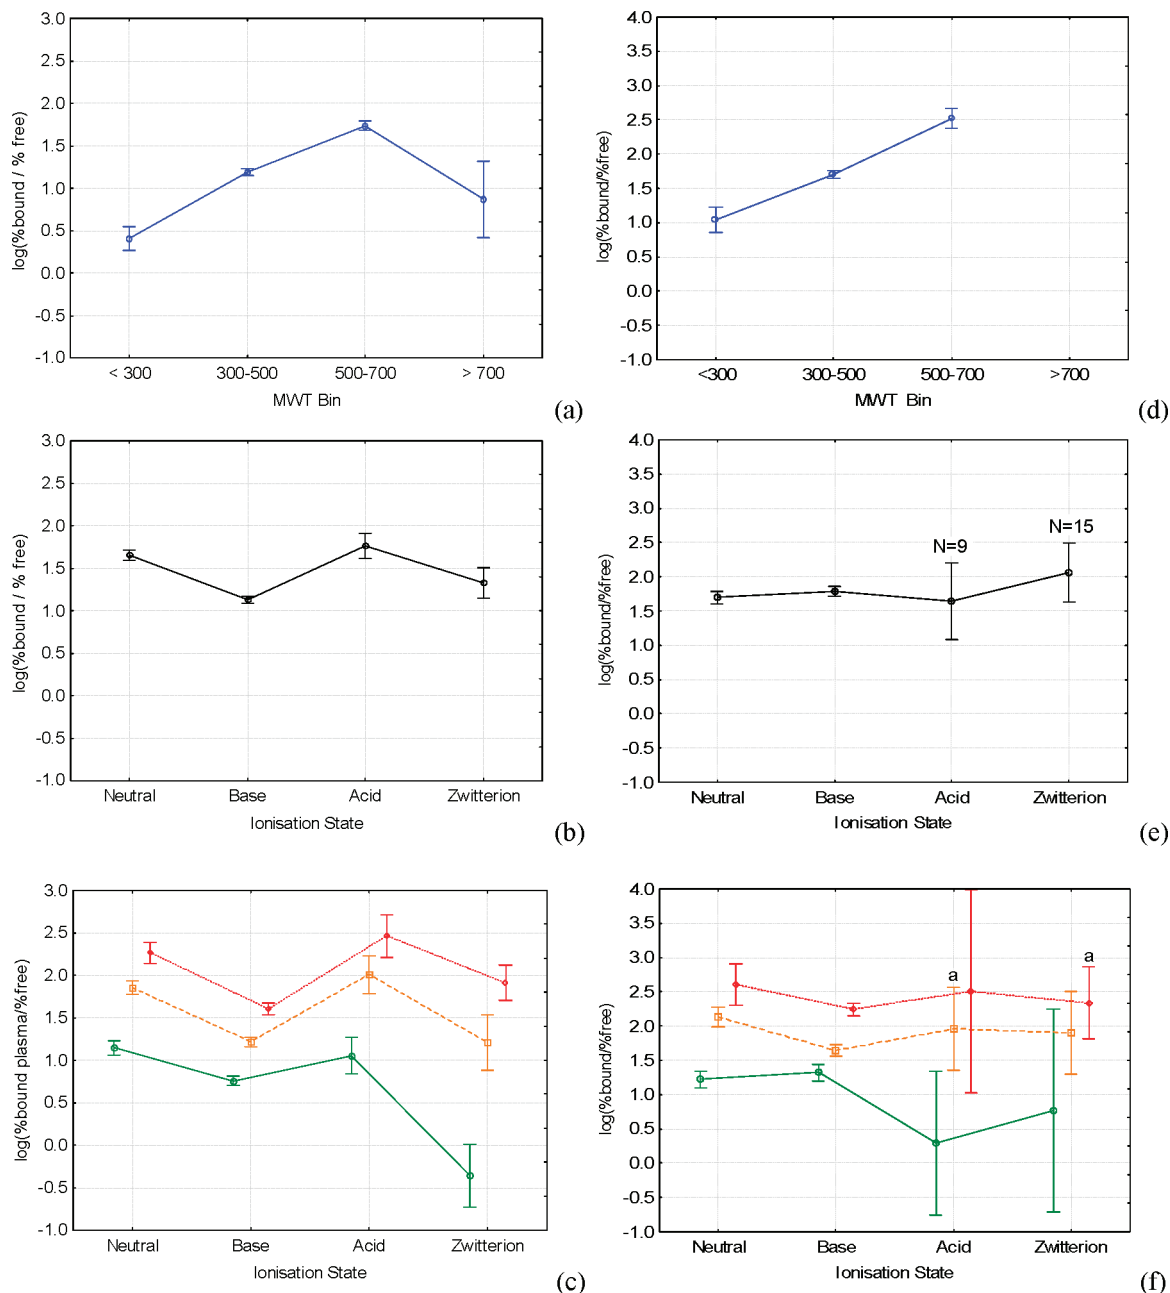 3.0
2.5
2.0
1.5
1.0
0.5
0.0
-0.5
-1.0
log(%bound / % free)
< 300 300-500 500-700 > 700
MWT Bin
(a)
4.0
3.5
3.0
2.5
2.0
1.5
1.0
0.5
0.0
-0.5
-1.0
log(%bound/%free)
<300 300-500 500-700 >700
MWT Bin
(d)
3.0
2.5
2.0
1.5
1.0
0.5
0.0
-0.5
-1.0
log(%bound / % free)
Neutral Base Acid Zwitterion
Ionisation State
(b)
4.0
3.5
3.0
2.5
2.0
1.5
1.0
0.5
0.0
-0.5
-1.0
log(%bound/%free)
N=9
N=15
Neutral Base Acid Zwitterion
Ionisation State
(e)
3.0
2.5
2.0
1.5
1.0
0.5
0.0
-0.5
-1.0
log(%bound plasma/%free)
Neutral Base Acid Zwitterion
Ionisation State
(c)
4.0
3.5
3.0
2.5
2.0
1.5
1.0
0.5
0.0
-0.5
-1.0
log(%bound/%free)
a
a
Neutral Base Acid Zwitterion
Ionisation State
(f)